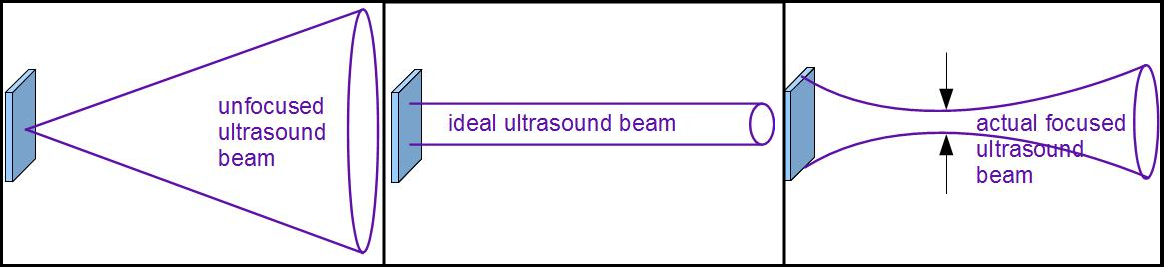 unfocused
ultrasound
beam
ideal ultrasound beam
actual focused
ultrasound
beam